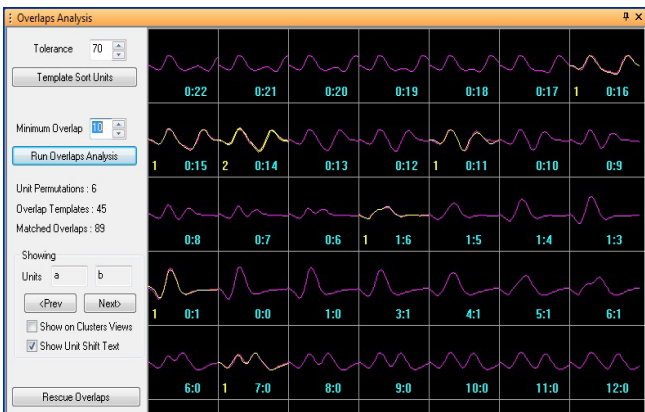 Overlaps Analysis
Tolerance 70
Template Sort Units
Minimum Overlap 10
Run Overlaps Analysis
Unit Permutations : 6
Overlap Templates : 45
Matched Overlaps : 89
Showing
Units a b
<Prev Next>
Show on Clusters Views
Show Unit Shift Text
Rescue Overlaps
0:22 0:21 0:20 0:19 0:18 0:17 1 0:16
1 0:15 2 0:14 0:13 0:12 1 0:11 0:10 0:9
0:8 0:7 0:6 1 1:6 1:5 1:4 1:3
1 0:1 0:0 1:0 3:1 4:1 5:1 6:1
6:0 1 7:0 8:0 9:0 10:0 11:0 12:0